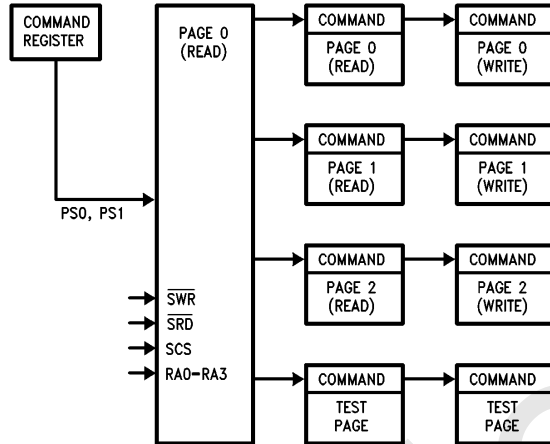 COMMAND
REGISTER
PS0, PS1
PAGE 0
(READ)
SWR
SRD
SCS
RA0-RA3
COMMAND
PAGE 0
(READ)
COMMAND
PAGE 0
(WRITE)
COMMAND
PAGE 1
(READ)
COMMAND
PAGE 1
(WRITE)
COMMAND
PAGE 2
(READ)
COMMAND
PAGE 2
(WRITE)
COMMAND
TEST
PAGE
COMMAND
TEST
PAGE